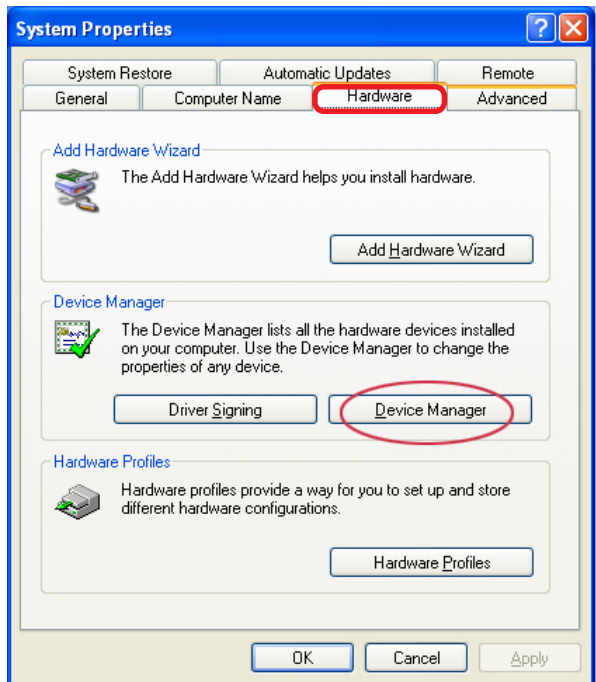 System Properties
System Restore Automatic Updates Remote
General Computer Name Hardware Advanced
Add Hardware Wizard
The Add Hardware Wizard helps you install hardware.
Add Hardware Wizard
Device Manager
The Device Manager lists all the hardware devices installed
on your computer. Use the Device Manager to change the
properties of any device.
Driver Signing Device Manager
Hardware Profiles
Hardware profiles provide a way for you to set up and store
different hardware configurations.
Hardware Profiles
OK Cancel Apply